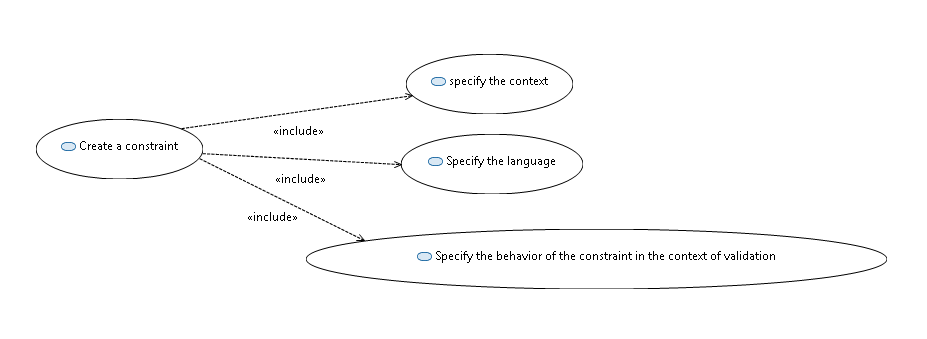 specify the context
«include»
Create a constraint
Specify the language
«include»
«include»
Specify the behavior of the constraint in the context of validation